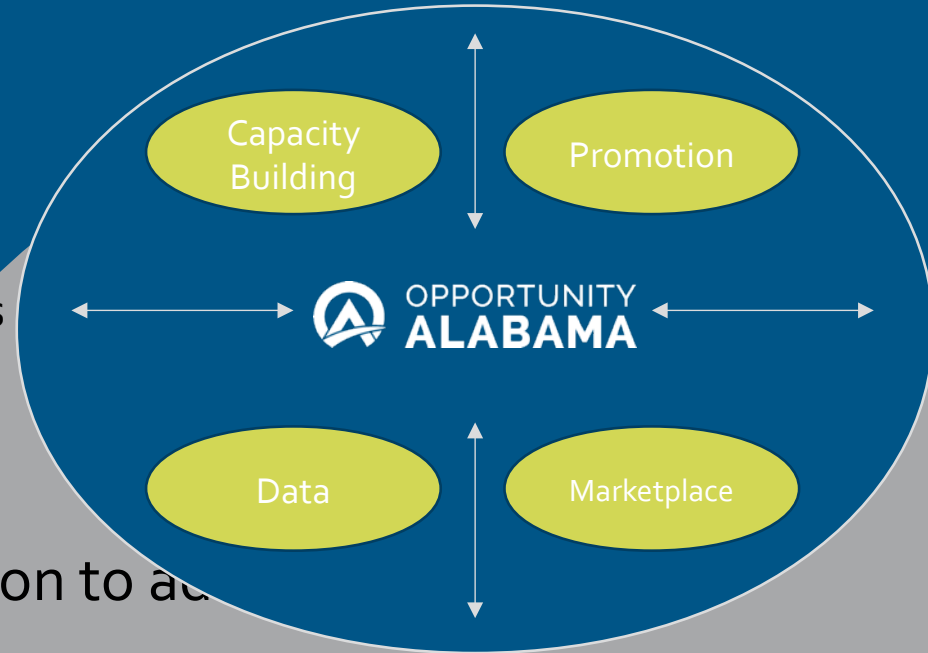 Capacity
Building
Promotion
OPPORTUNITY
ALABAMA
Data
Marketplace
on to